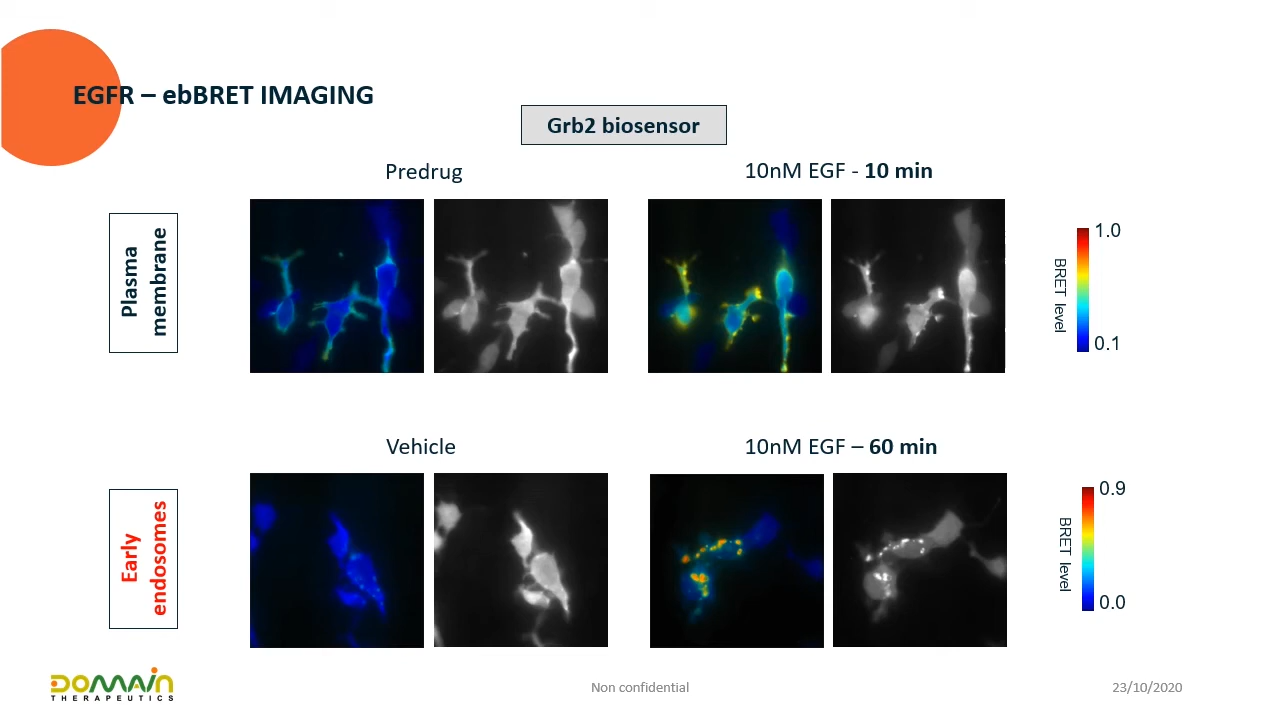 EGFR – ebBRET IMAGING
Grb2 biosensor
Predrug
10nM EGF - 10 min
Plasma
membrane
1.0
BRET level
0.1
Vehicle
10nM EGF – 60 min
Early
endosomes
0.9
BRET level
0.0
DOMAIN
THERAPEUTICS
Non confidential
23/10/2020